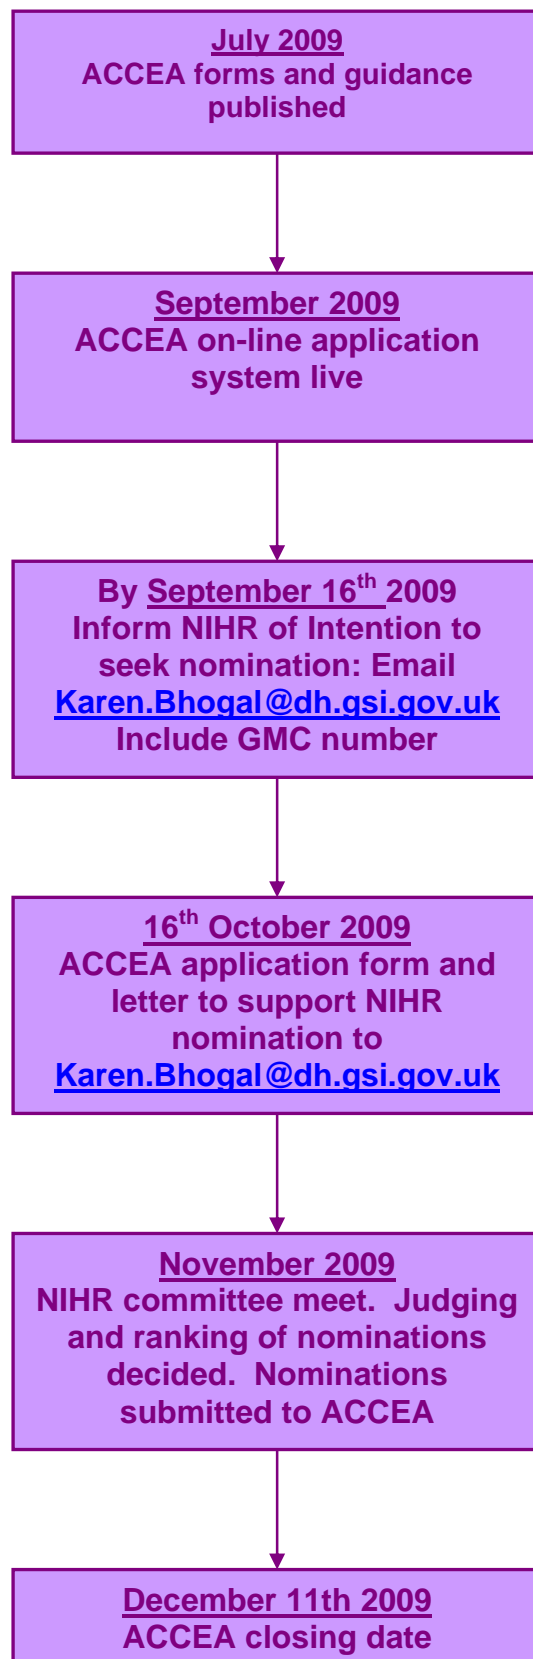 July 2009
ACCEA forms and guidance
published
September 2009
ACCEA on-line application
system live
By September 16th 2009
Inform NIHR of Intention to
seek nomination: Email
Karen.Bhogal@dh.gsi.gov.uk
Include GMC number
16th October 2009
ACCEA application form and
letter to support NIHR
nomination to
Karen.Bhogal@dh.gsi.gov.uk
November 2009
NIHR committee meet.  Judging
and ranking of nominations
decided.  Nominations
submitted to ACCEA
December 11th 2009
ACCEA closing date